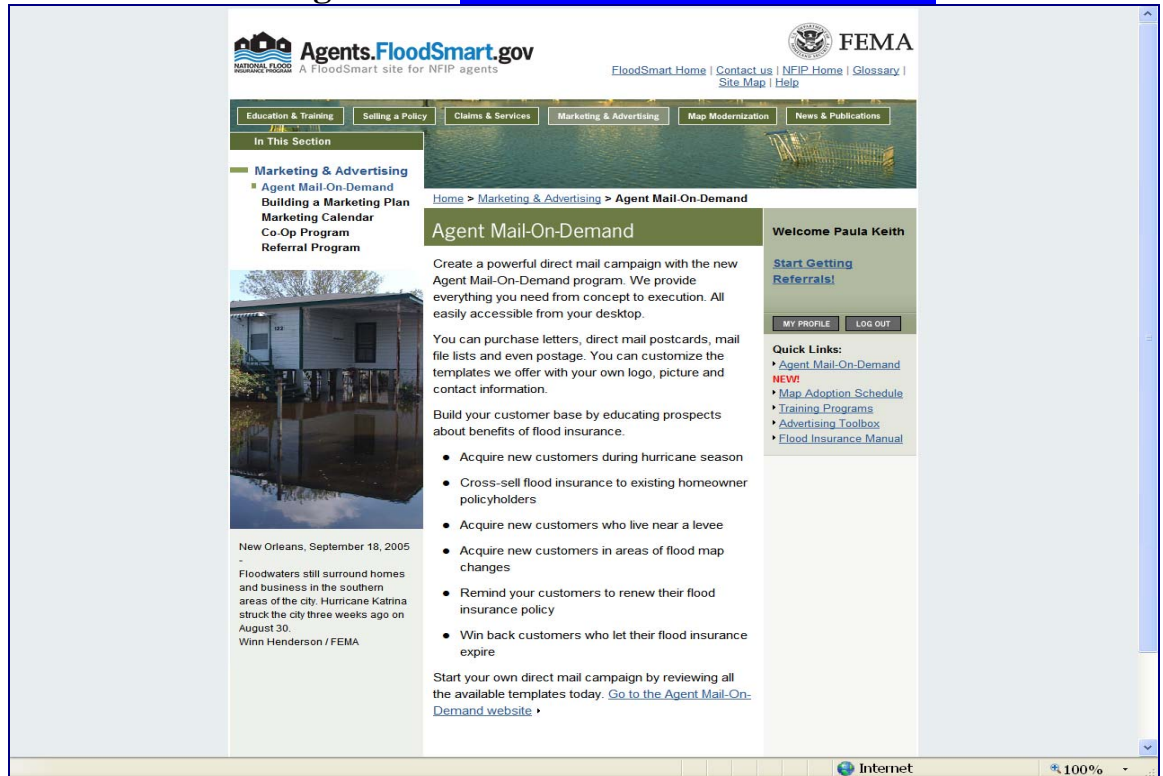 NATIONAL FLOOD
INSURANCE PROGRAM
Agents.FloodSmart.gov
A FloodSmart site for NFIP agents
FEMA
FloodSmart Home | Contact us | NFIP Home | Glossary |
Site Map | Help
Education & Training
Selling a Policy
Claims & Services
Marketing & Advertising
Map Modernization
News & Publications
In This Section
Marketing & Advertising
Agent Mail-On-Demand
Building a Marketing Plan
Marketing Calendar
Co-Op Program
Referral Program
New Orleans, September 18, 2005
-
Floodwaters still surround homes
and business in the southern
areas of the city. Hurricane Katrina
struck the city three weeks ago on
August 30.
Winn Henderson / FEMA
Home > Marketing & Advertising > Agent Mail-On-Demand
Agent Mail-On-Demand
Create a powerful direct mail campaign with the new
Agent Mail-On-Demand program. We provide
everything you need from concept to execution. All
easily accessible from your desktop.
You can purchase letters, direct mail postcards, mail
file lists and even postage. You can customize the
templates we offer with your own logo, picture and
contact information.
Build your customer base by educating prospects
about benefits of flood insurance.
• Acquire new customers during hurricane season
• Cross-sell flood insurance to existing homeowner
policyholders
• Acquire new customers who live near a levee
• Acquire new customers in areas of flood map
changes
• Remind your customers to renew their flood
insurance policy
• Win back customers who let their flood insurance
expire
Start your own direct mail campaign by reviewing all
the available templates today. Go to the Agent Mail-On-
Demand website
Welcome Paula Keith
Start Getting
Referrals!
MY PROFILE
LOG OUT
Quick Links:
Agent Mail-On-Demand
NEW!
Map Adoption Schedule
Training Programs
Advertising Toolbox
Flood Insurance Manual
Internet
100%